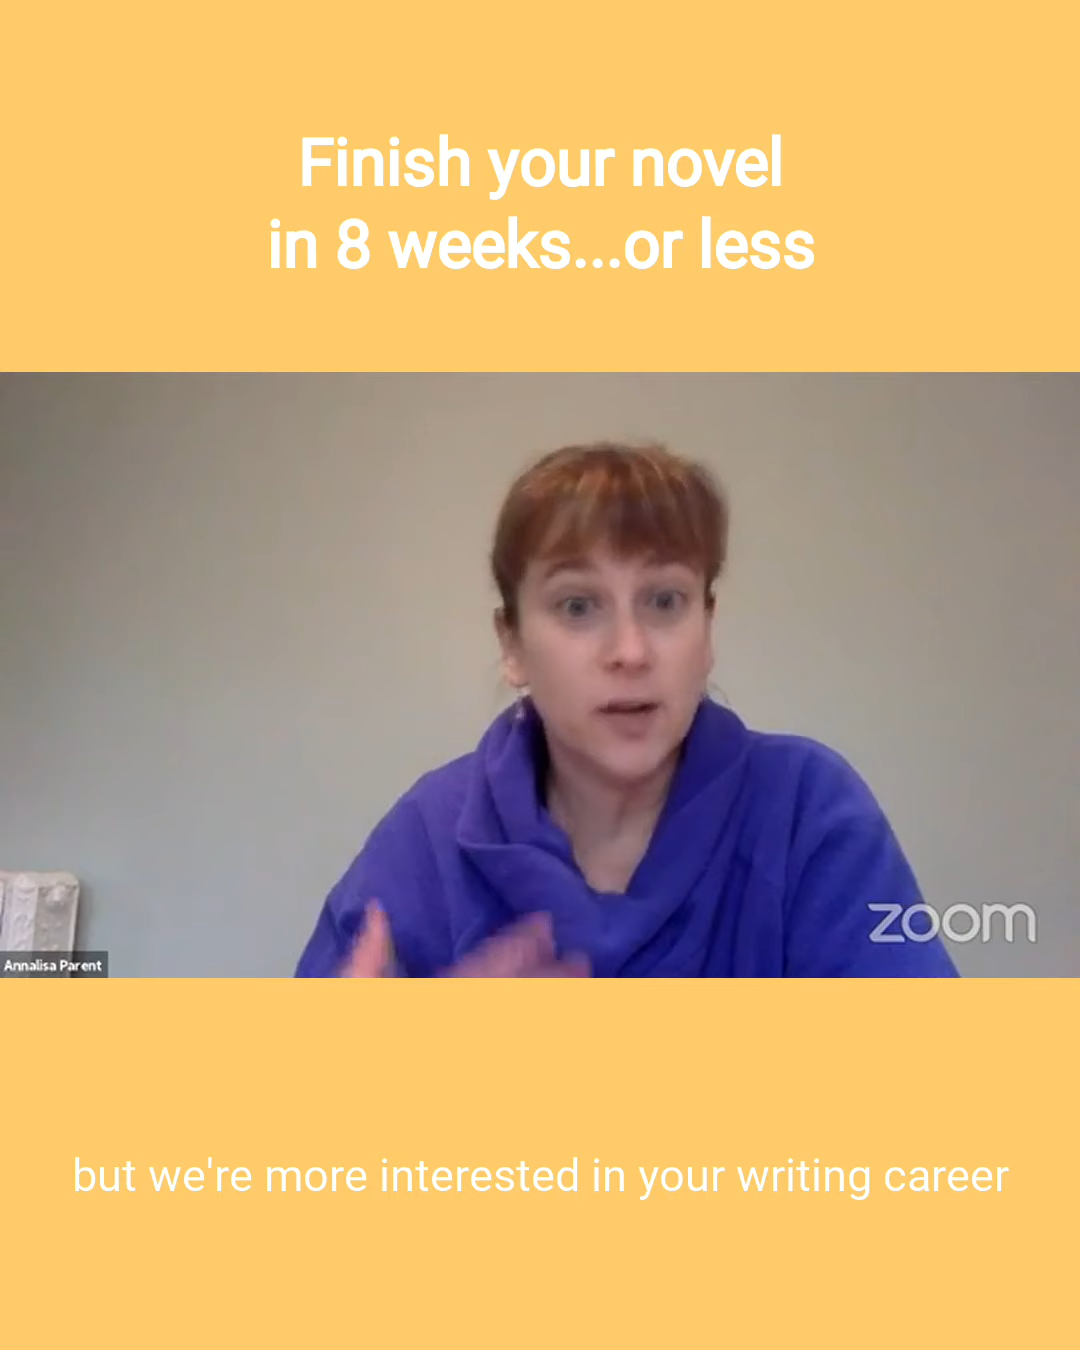 Finish your novel
in 8 weeks...or less
zoom
Annalisa Parent
but we're more interested in your writing career